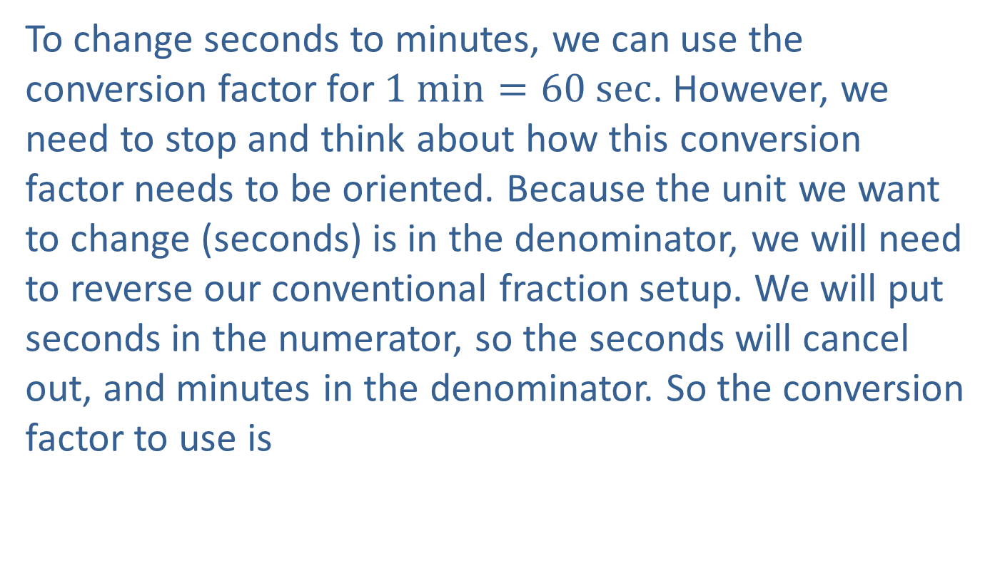 To change seconds to minutes, we can use the
conversion factor for 1 min = 60 sec. However, we
need to stop and think about how this conversion
factor needs to be oriented. Because the unit we want
to change (seconds) is in the denominator, we will need
to reverse our conventional fraction setup. We will put
seconds in the numerator, so the seconds will cancel
out, and minutes in the denominator. So the conversion
factor to use is